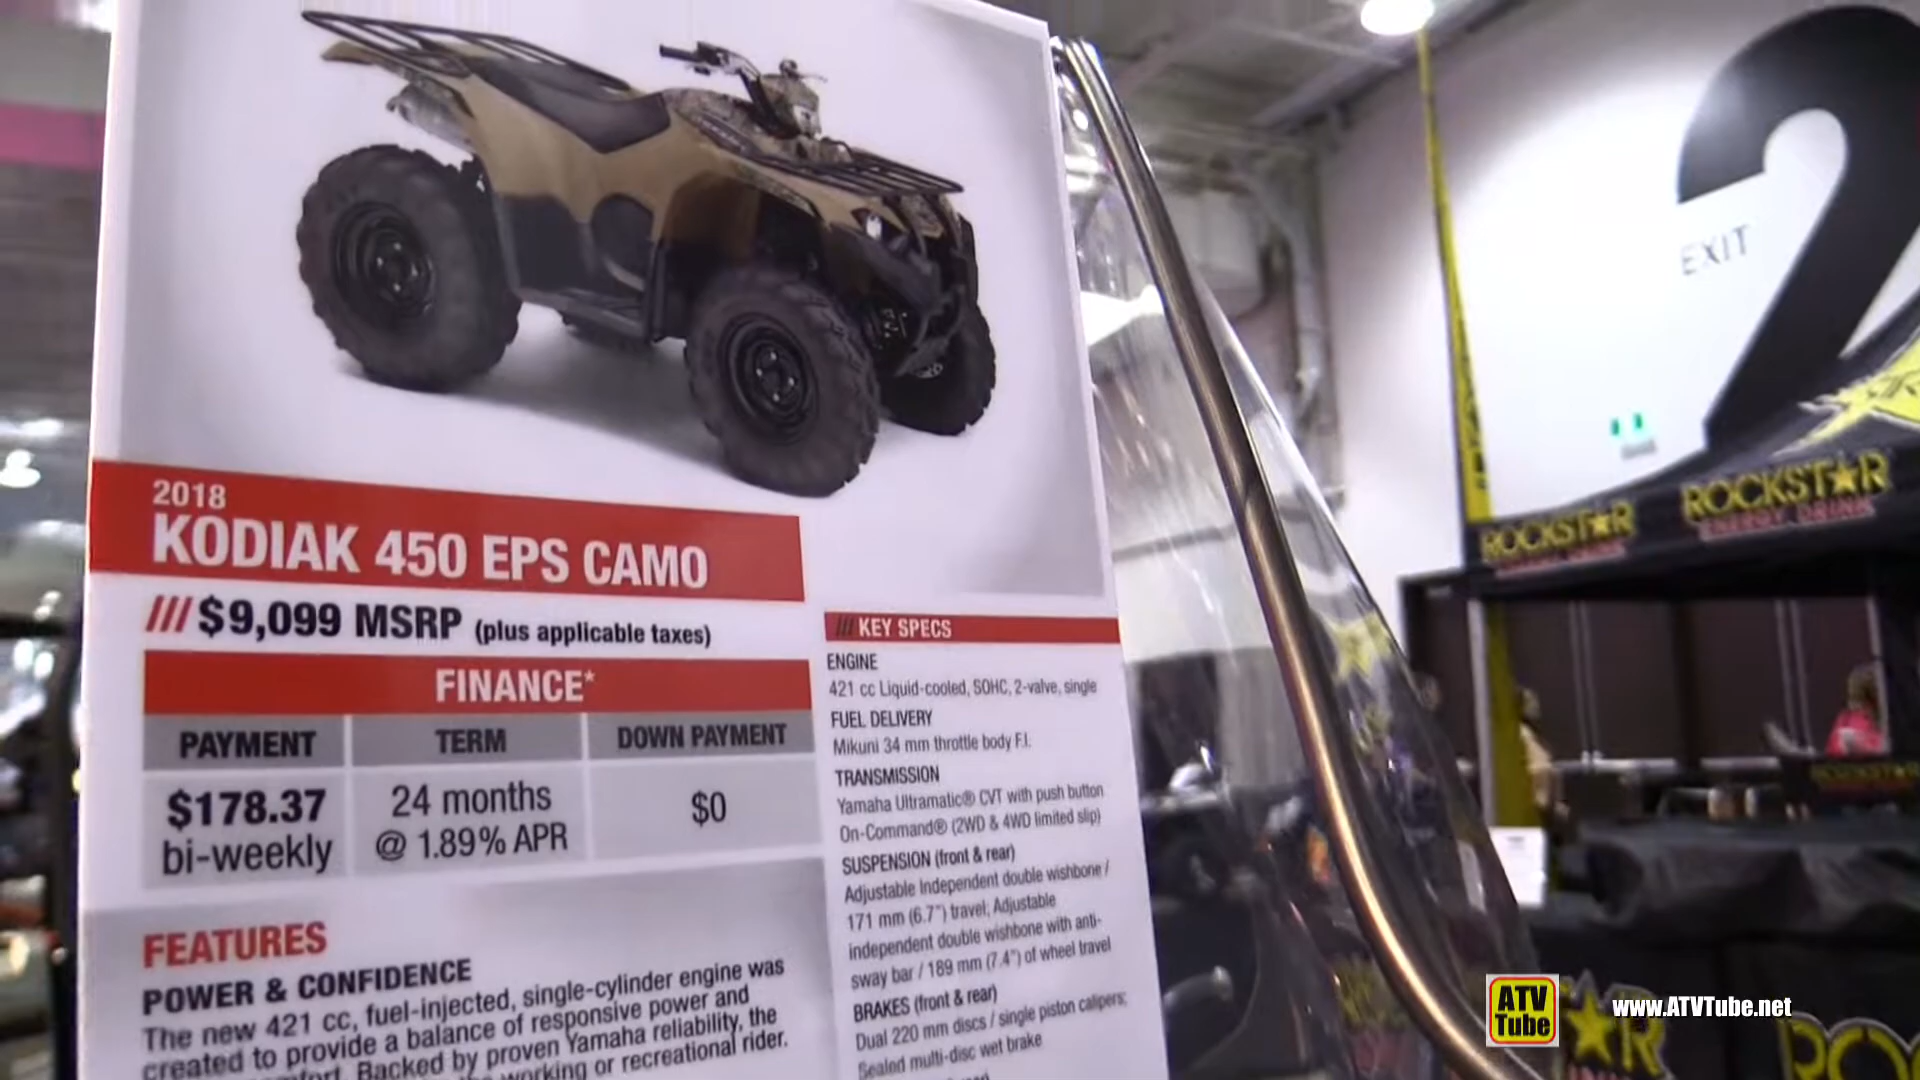 2018
KODIAK 450 EPS CAMO
/// $9,099 MSRP (plus applicable taxes)
FINANCE*
PAYMENT TERM DOWN PAYMENT
$178.37 24 months $0
bi-weekly @ 1.89% APR
FEATURES
POWER & CONFIDENCE
The new 421 cc, fuel-injected, single-cylinder engine was
created to provide a balance of responsive power and
Backed by proven Yamaha reliability, the
working or recreational rider.
/// KEY SPECS
ENGINE
421 cc Liquid-cooled, SOHC, 2-valve, single
FUEL DELIVERY
Mikuni 34 mm throttle body F.I.
TRANSMISSION
Yamaha Ultramatic® CVT with push button
On-Command® (2WD & 4WD limited slip)
SUSPENSION (front & rear)
Adjustable Independent double wishbone /
171 mm (6.7") travel; Adjustable
independent double wishbone with anti-
sway bar / 189 mm (7.4") of wheel travel
BRAKES (front & rear)
Dual 220 mm discs / single piston calipers;
Sealed multi-disc wet brake
2
EXIT
ROCKSTAR
ROCKSTAR
ENERGY DRINK
ROCKSTAR
ATV
Tube
www.ATVTube.net